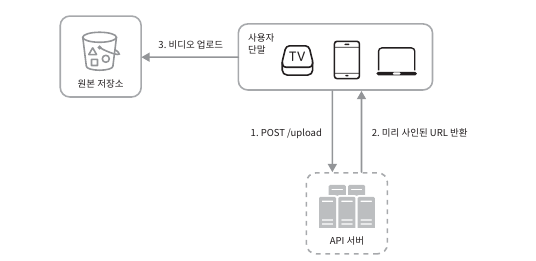 3. 비디오 업로드
사용자
단말
TV
원본 저장소
1. POST /upload
2. 미리 사인된 URL 반환
API 서버